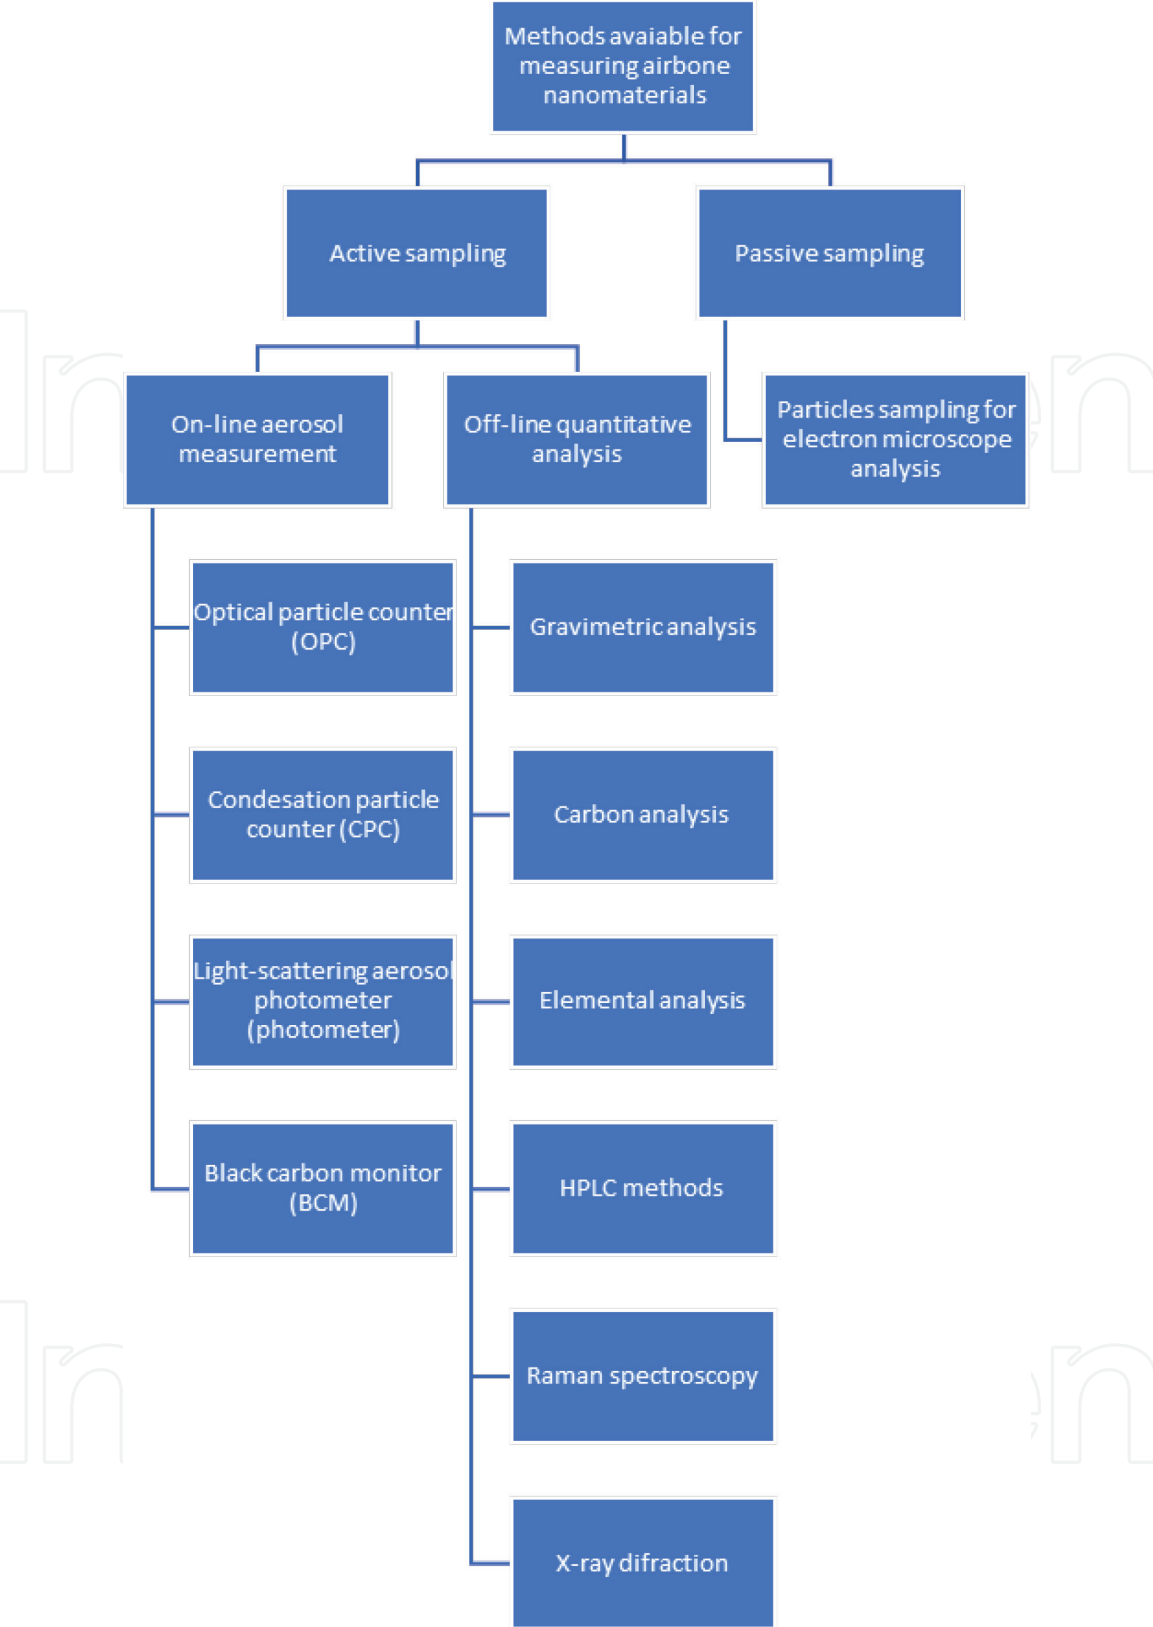 Methods avaiable for
measuring airbone
nanomaterials
Active sampling
Passive sampling
On-line aerosol
measurement
Off-line quantitative
analysis
Particles sampling for
electron microscope
analysis
Optical particle counter
(OPC)
Gravimetric analysis
Condesation particle
counter (CPC)
Carbon analysis
Light-scattering aerosol
photometer
(photometer)
Elemental analysis
Black carbon monitor
(BCM)
HPLC methods
Raman spectroscopy
X-ray difraction